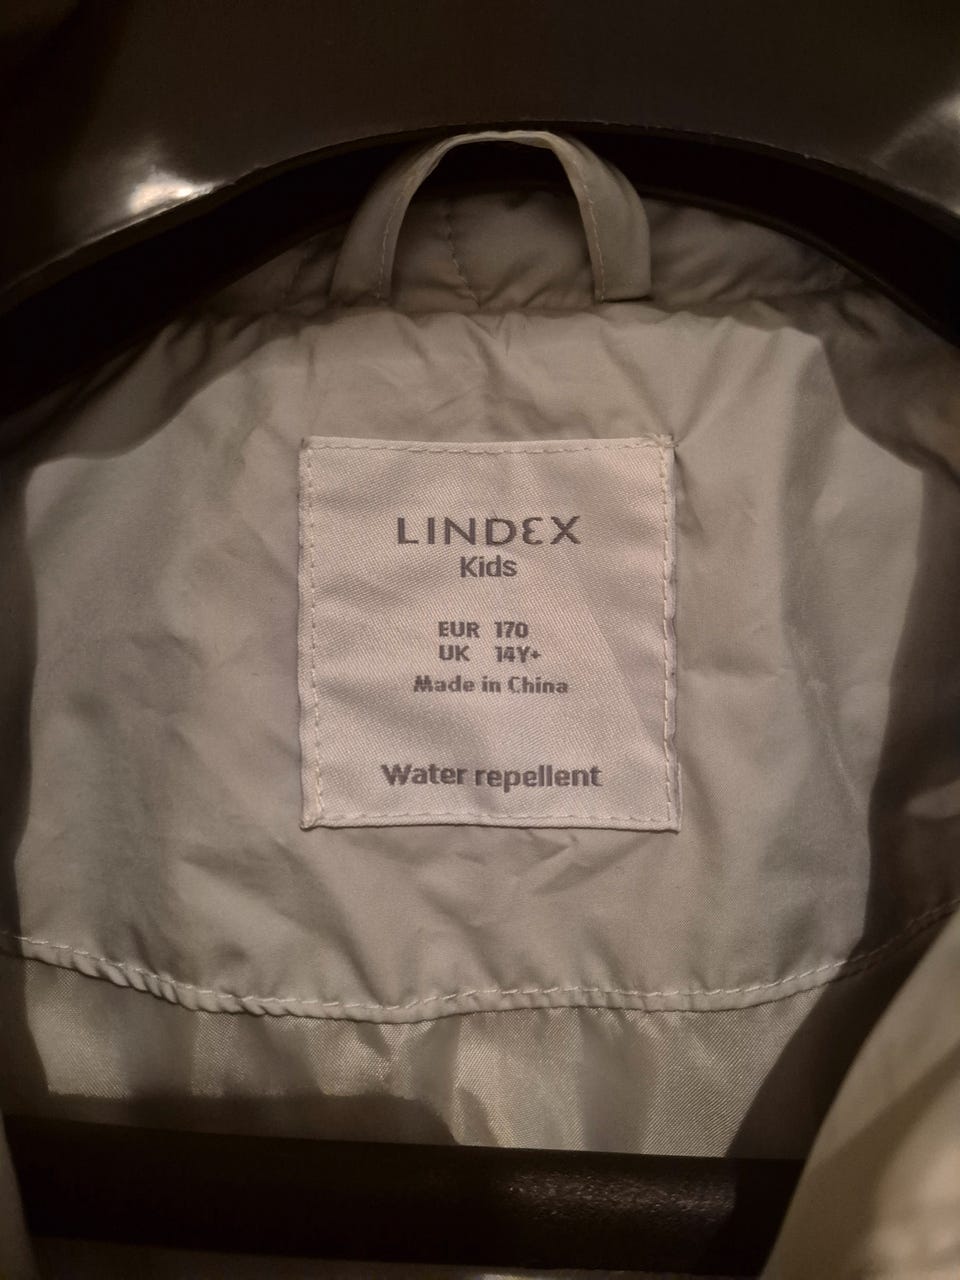 LINDEX
Kids
EUR 170
UK 14Y+
Made in China
Water repellent